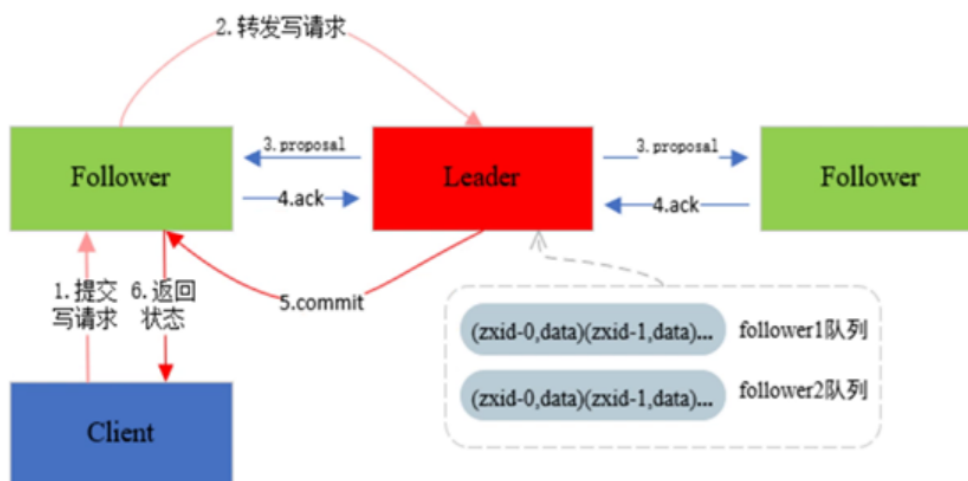 2.转发写请求
Follower
3.proposal
4.ack
Leader
3.proposal
4.ack
Follower
1.提交
写请求
6.返回
状态
5.commit
(zxid-0,data)(zxid-1,data)...
follower1队列
(zxid-0,data)(zxid-1,data)...
follower2队列
Client